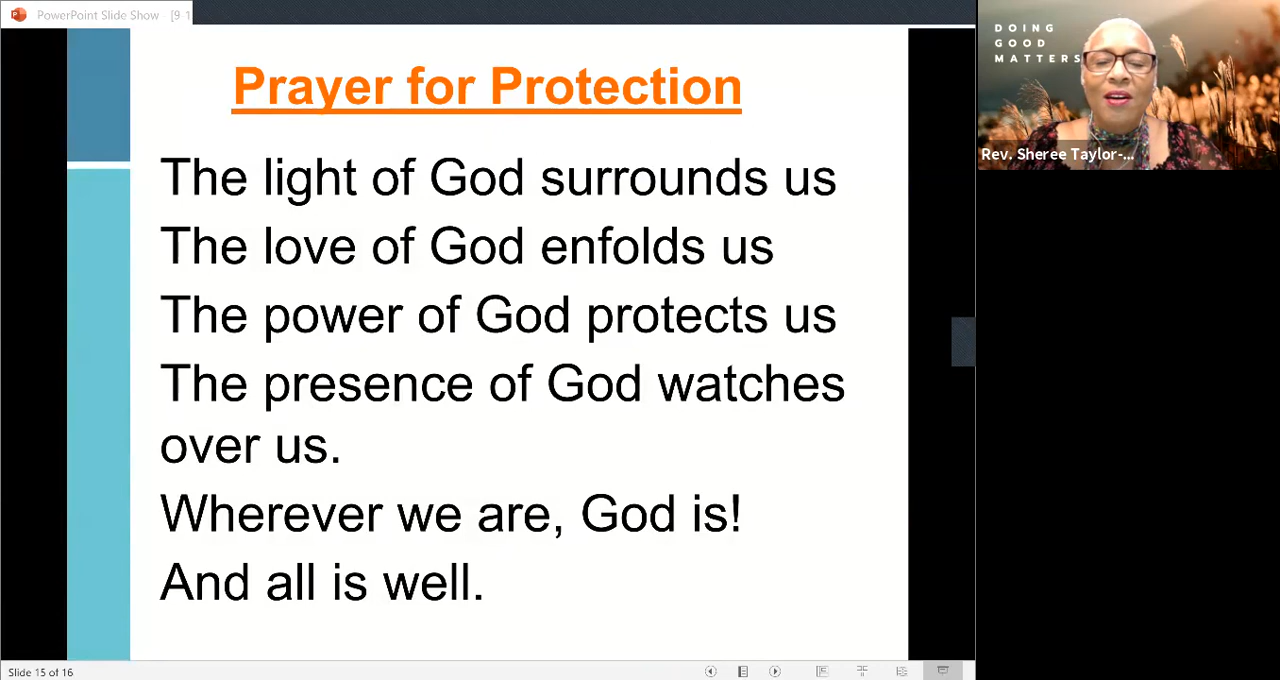 PowerPoint Slide Show - [9-1
DOING
GOOD
MATTERS
Prayer for Protection
Rev. Sheree Taylor-...
The light of God surrounds us
The love of God enfolds us
The power of God protects us
The presence of God watches
over us.
Wherever we are, God is!
And all is well.
Slide 15 of 16